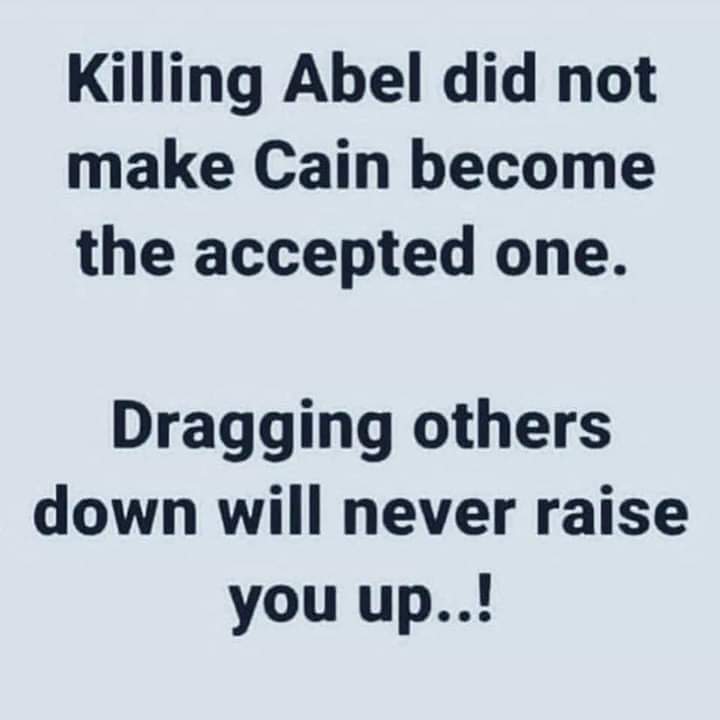 Killing Abel did not
make Cain become
the accepted one.
Dragging others
down will never raise
you up..!